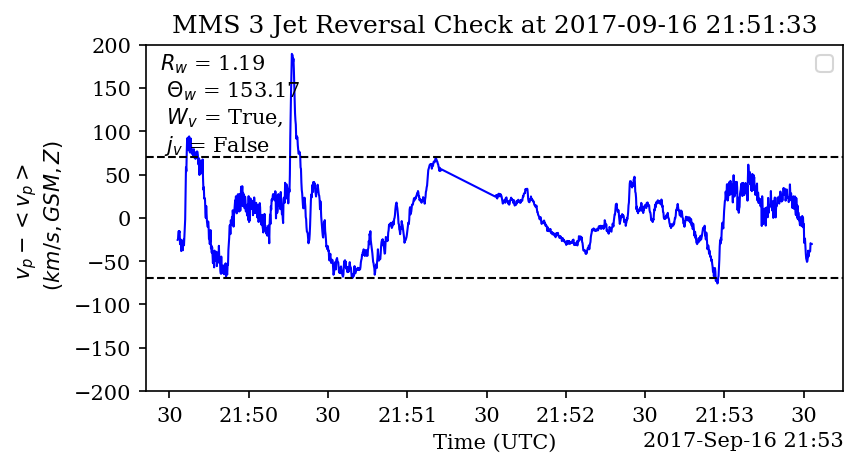 MMS 3 Jet Reversal Check at 2017-09-16 21:51:33
R_w = 1.19
Θ_w = 153.17
W_v = True,
j_v = False
v_p − < v_p >
(km/s, GSM, Z)
200
150
100
50
0
−50
−100
−150
−200
30 21:50 30 21:51 30 21:52 30 21:53 30
Time (UTC)
2017-Sep-16 21:53